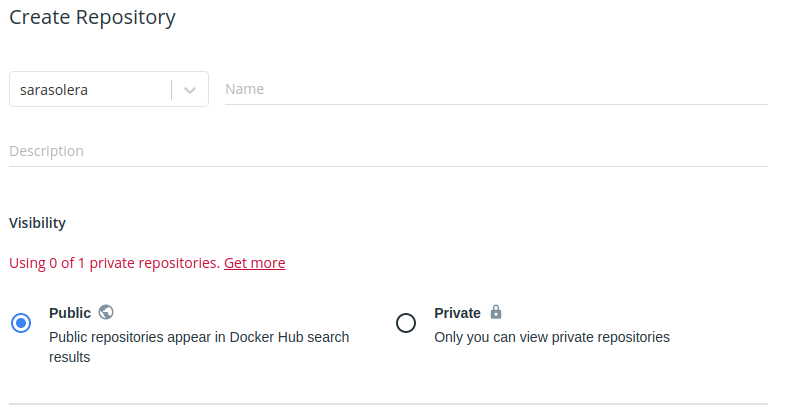 Create Repository
sarasolera
Name
Description
Visibility
Using 0 of 1 private repositories. Get more
Public
Public repositories appear in Docker Hub search
results
Private
Only you can view private repositories